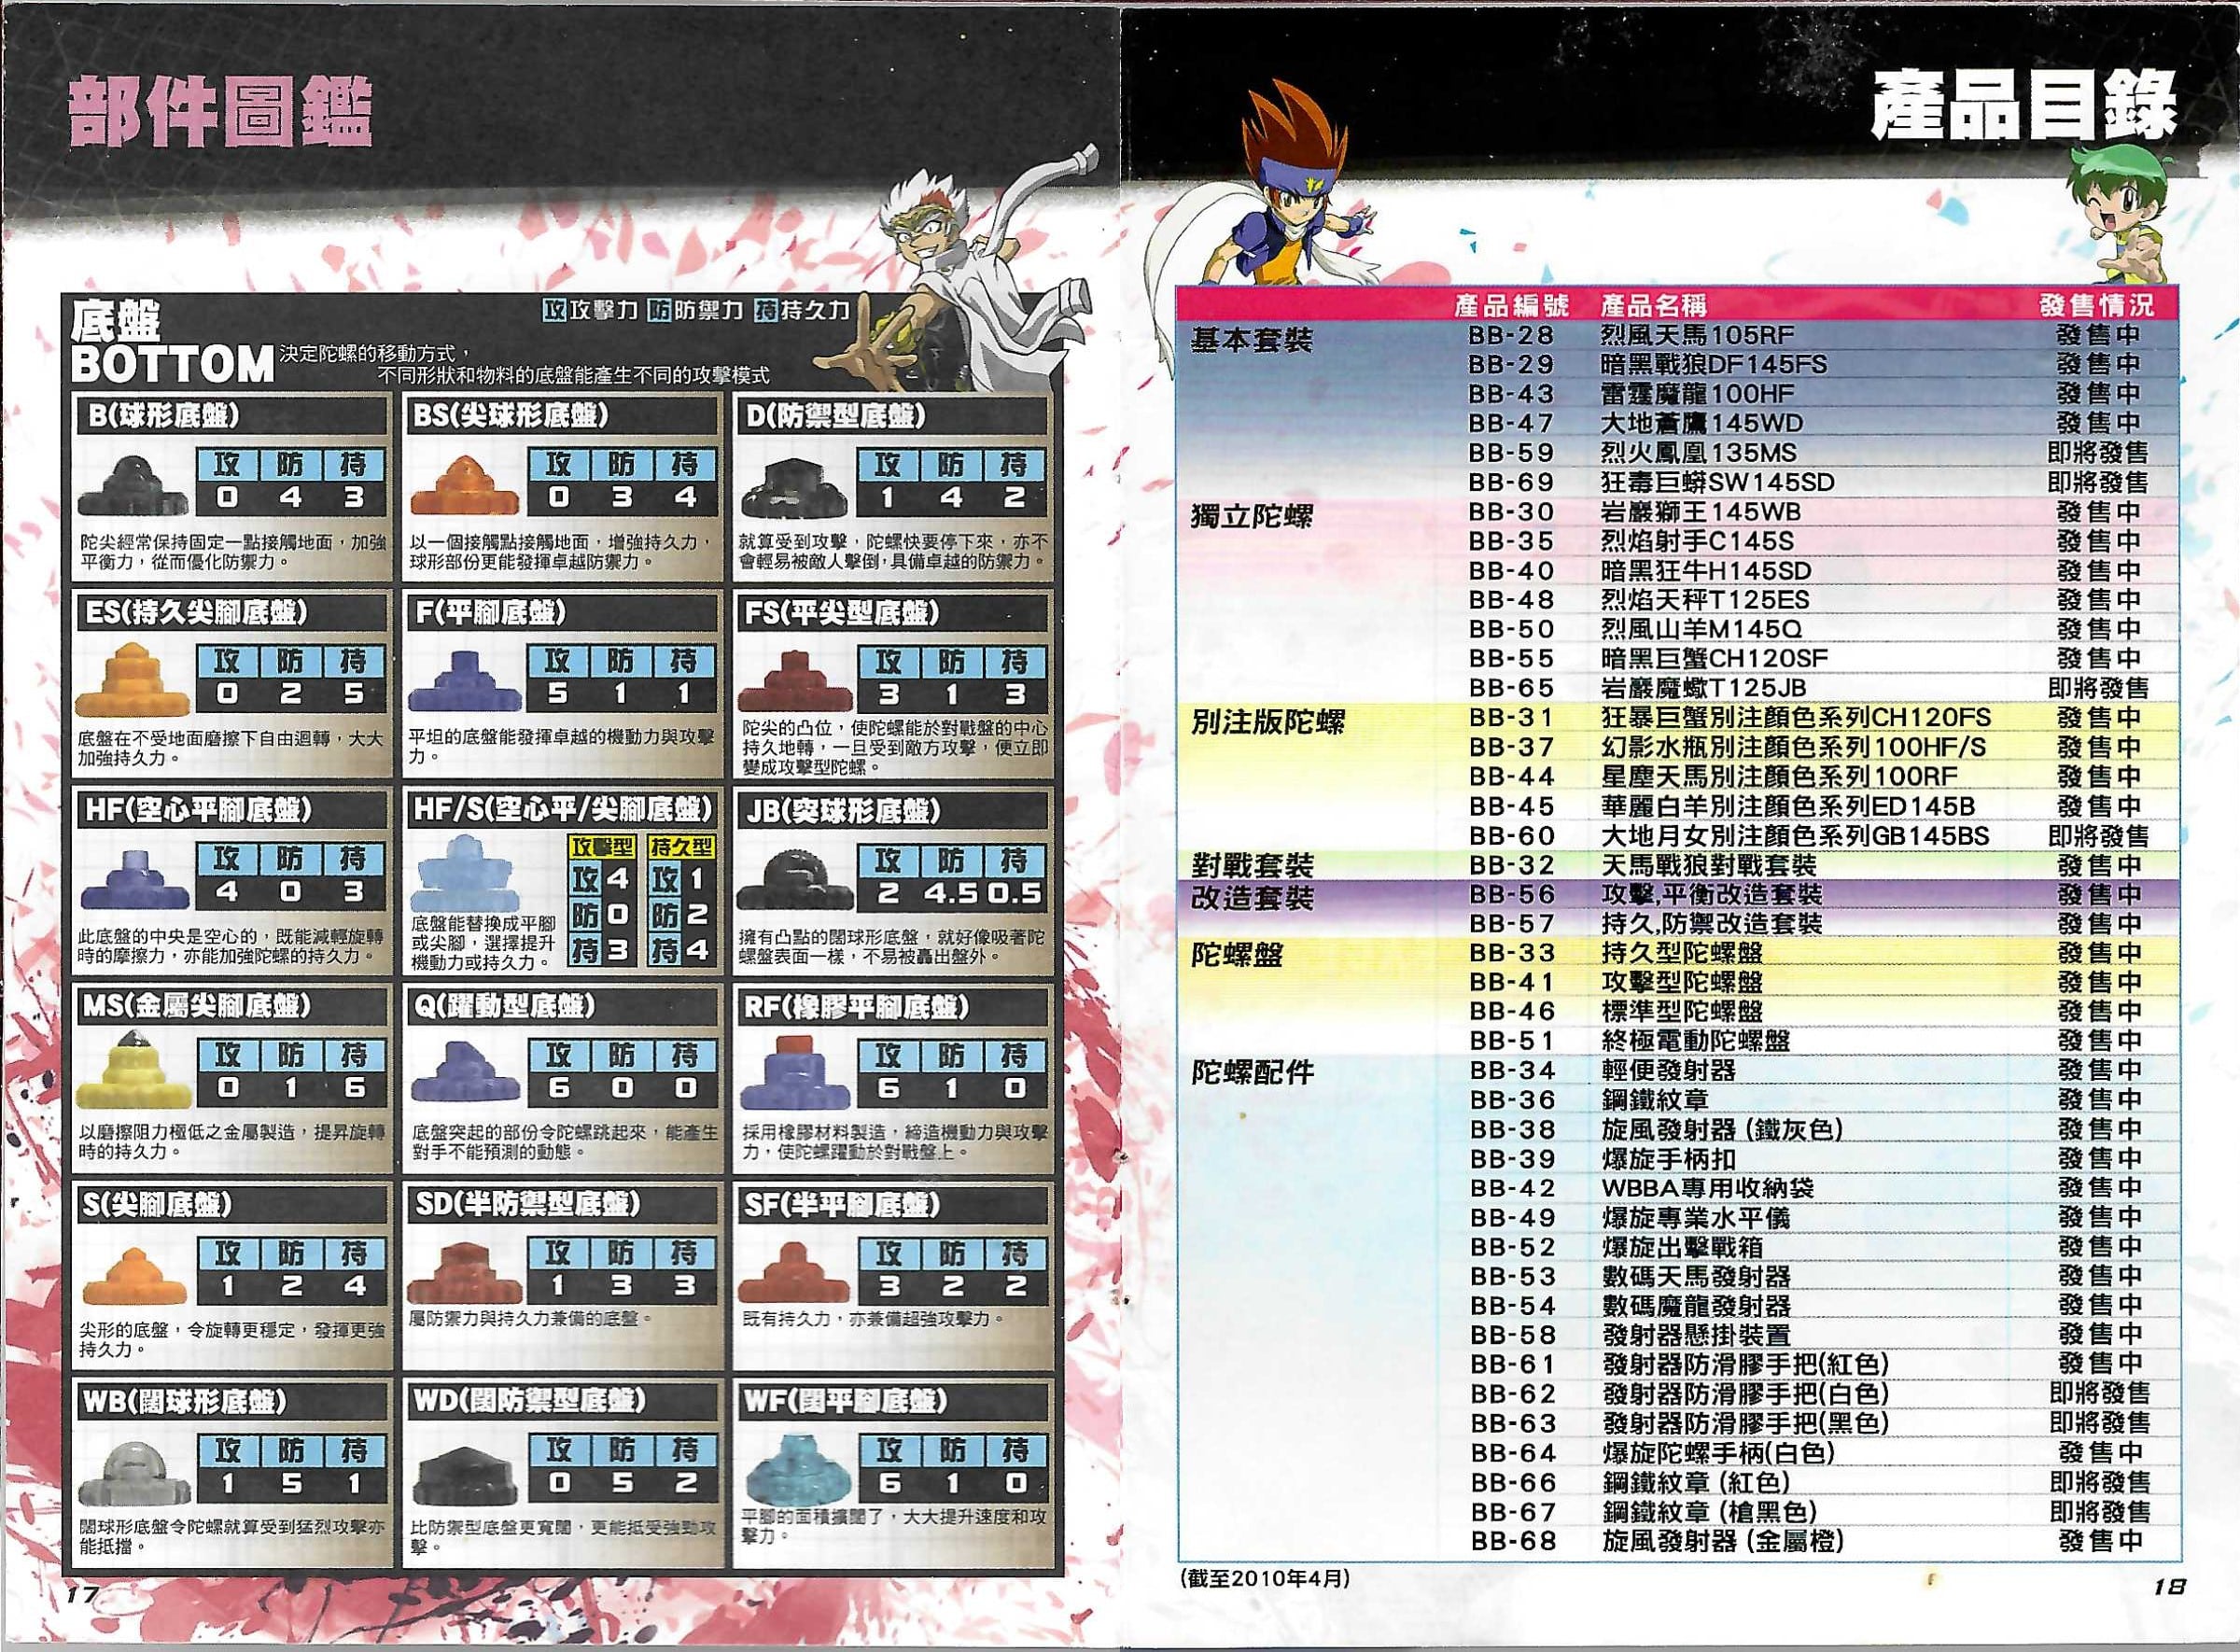 部件圖鑑
底盤
BOTTOM
攻攻擊力 防防禦力 持持久力
決定陀螺的移動方式，
不同形狀和物料的底盤能產生不同的攻擊模式
B(球形底盤)
攻 防 持
0 4 3
陀尖經常保持固定一點接觸地面，加強
平衡力，從而優化防禦力。
BS(尖球形底盤)
攻 防 持
0 3 4
以一個接觸點接觸地面，增強持久力，
球形部份更能發揮卓越防禦力。
D(防禦型底盤)
攻 防 持
1 4 2
就算受到攻擊，陀螺快要停下來，亦不
會輕易被敵人擊倒，具備卓越的防禦力。
ES(持久尖腳底盤)
攻 防 持
0 2 5
底盤在不受地面磨擦下自由迴轉，大大
加強持久力。
F(平腳底盤)
攻 防 持
5 1 1
平坦的底盤能發揮卓越的機動力與攻擊
力。
FS(平尖型底盤)
攻 防 持
3 1 3
陀尖的凸位，使陀螺能於對戰盤的中心
持久地轉，一旦受到敵方攻擊，便立即
變成攻擊型陀螺。
HF(空心平腳底盤)
攻 防 持
4 0 3
此底盤的中央是空心的，既能減輕旋轉
時的摩擦力，亦能加強陀螺的持久力。
HF/S(空心平/尖腳底盤)
攻擊型 持久型
攻 4 攻 1
防 0 防 2
持 3 持 4
底盤能替換成平腳
或尖腳，選擇提升
機動力或持久力。
JB(突球形底盤)
攻 防 持
2 4.5 0.5
擁有凸點的闊球形底盤，就好像吸著陀
螺盤表面一樣，不易被轟出盤外。
MS(金屬尖腳底盤)
攻 防 持
0 1 6
以磨擦阻力極低之金屬製造，提昇旋轉
時的持久力。
Q(躍動型底盤)
攻 防 持
6 0 0
底盤突起的部份令陀螺跳起來，能產生
對手不能預測的動態。
RF(橡膠平腳底盤)
攻 防 持
6 1 0
採用橡膠材料製造，締造機動力與攻擊
力，使陀螺躍動於對戰盤上。
S(尖腳底盤)
攻 防 持
1 2 4
尖形的底盤，令旋轉更穩定，發揮更強
持久力。
SD(半防禦型底盤)
攻 防 持
1 3 3
屬防禦力與持久力兼備的底盤。
SF(半平腳底盤)
攻 防 持
3 2 2
既有持久力，亦兼備超強攻擊力。
WB(闊球形底盤)
攻 防 持
1 5 1
闊球形底盤令陀螺就算受到猛烈攻擊亦
能抵擋。
WD(闊防禦型底盤)
攻 防 持
0 5 2
比防禦型底盤更寬闊，更能抵受強勁攻
擊。
WF(闊平腳底盤)
攻 防 持
6 1 0
平腳的面積擴闊了，大大提升速度和攻
擊力。
17
產品目錄
產品編號 產品名稱 發售情況
基本套裝 BB-28 烈風天馬105RF 發售中
BB-29 暗黑戰狼DF145FS 發售中
BB-43 雷霆魔龍100HF 發售中
BB-47 大地蒼鷹145WD 發售中
BB-59 烈火鳳凰135MS 即將發售
BB-69 狂毒巨蟒SW145SD 即將發售
獨立陀螺 BB-30 岩巖獅王145WB 發售中
BB-35 烈焰射手C145S 發售中
BB-40 暗黑狂牛H145SD 發售中
BB-48 烈焰天秤T125ES 發售中
BB-50 烈風山羊M145Q 發售中
BB-55 暗黑巨蟹CH120SF 發售中
BB-65 岩巖魔蠍T125JB 即將發售
別注版陀螺 BB-31 狂暴巨蟹別注顏色系列CH120FS 發售中
BB-37 幻影水瓶別注顏色系列100HF/S 發售中
BB-44 星塵天馬別注顏色系列100RF 發售中
BB-45 華麗白羊別注顏色系列ED145B 發售中
BB-60 大地月女別注顏色系列GB145BS 即將發售
對戰套裝 BB-32 天馬戰狼對戰套裝 發售中
改造套裝 BB-56 攻擊,平衡改造套裝 發售中
BB-57 持久,防禦改造套裝 發售中
陀螺盤 BB-33 持久型陀螺盤 發售中
BB-41 攻擊型陀螺盤 發售中
BB-46 標準型陀螺盤 發售中
BB-51 終極電動陀螺盤 發售中
陀螺配件 BB-34 輕便發射器 發售中
BB-36 鋼鐵紋章 發售中
BB-38 旋風發射器 (鐵灰色) 發售中
BB-39 爆旋手柄扣 發售中
BB-42 WBBA專用收納袋 發售中
BB-49 爆旋專業水平儀 發售中
BB-52 爆旋出擊戰箱 發售中
BB-53 數碼天馬發射器 發售中
BB-54 數碼魔龍發射器 發售中
BB-58 發射器懸掛裝置 發售中
BB-61 發射器防滑膠手把(紅色) 發售中
BB-62 發射器防滑膠手把(白色) 即將發售
BB-63 發射器防滑膠手把(黑色) 即將發售
BB-64 爆旋陀螺手柄(白色) 發售中
BB-66 鋼鐵紋章 (紅色) 即將發售
BB-67 鋼鐵紋章 (槍黑色) 即將發售
BB-68 旋風發射器 (金屬橙) 發售中
(截至2010年4月)
18